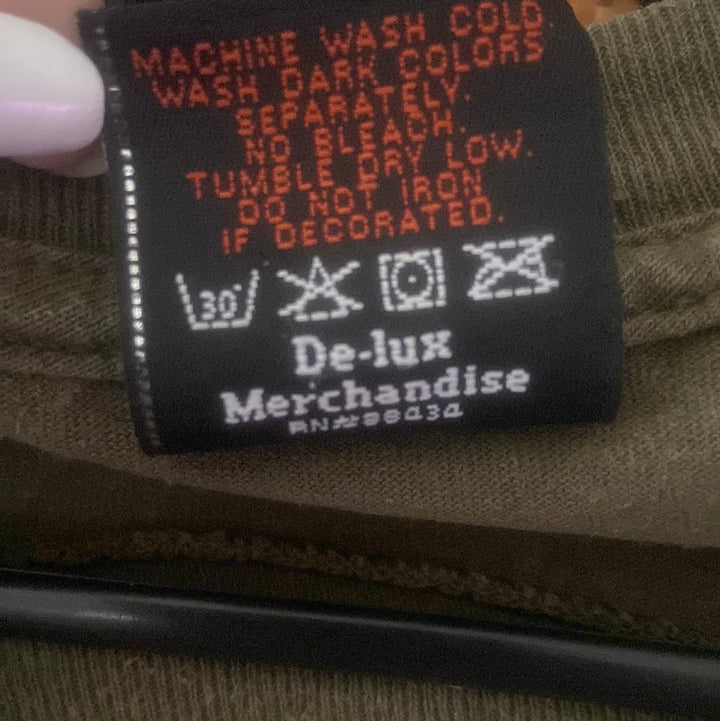 MACHINE WASH COLD.
WASH DARK COLORS
SEPARATELY.
NO BLEACH.
TUMBLE DRY LOW.
DO NOT IRON
IF DECORATED.
30°
De-lux
Merchandise
RN#98434